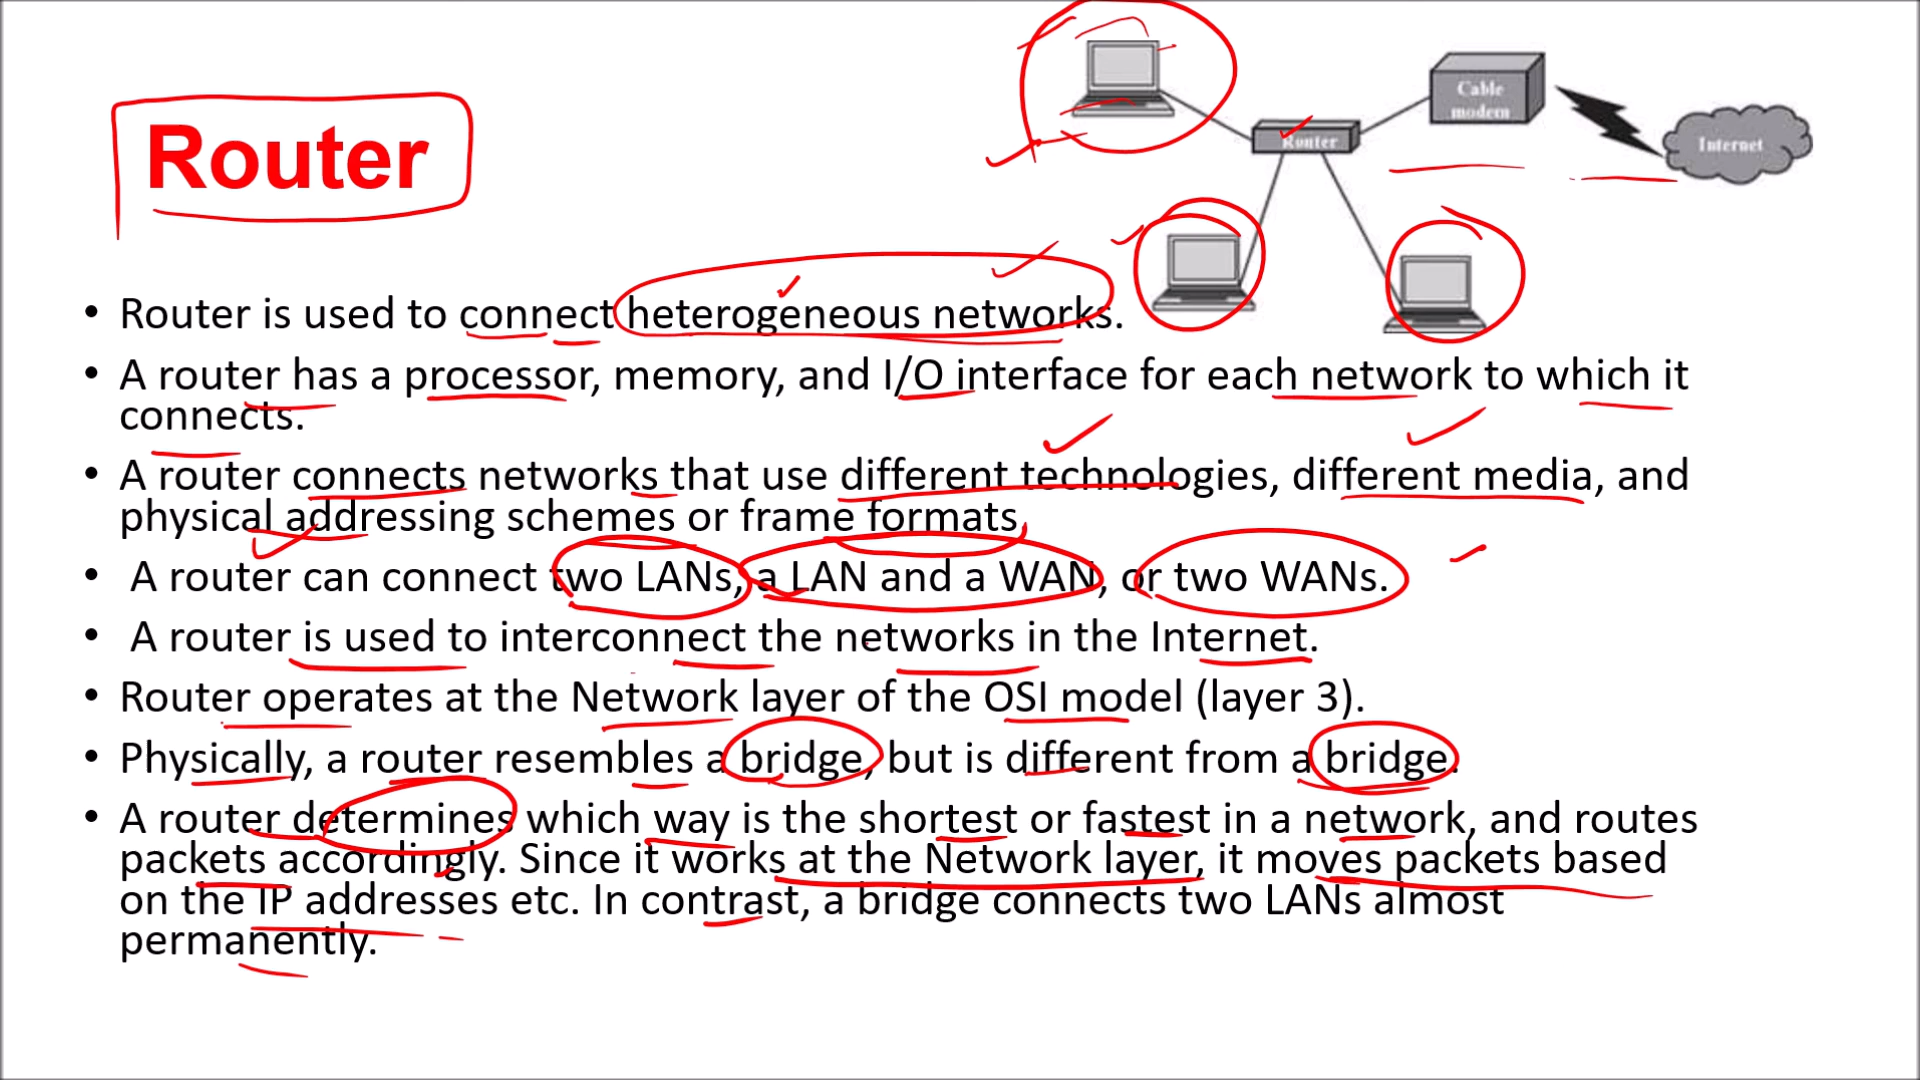 Cable
modem
Router
Internet
Router
• Router is used to connect heterogeneous networks.
• A router has a processor, memory, and I/O interface for each network to which it
connects.
• A router connects networks that use different technologies, different media, and
physical addressing schemes or frame formats.
• A router can connect two LANs, a LAN and a WAN, or two WANs.
• A router is used to interconnect the networks in the Internet.
• Router operates at the Network layer of the OSI model (layer 3).
• Physically, a router resembles a bridge, but is different from a bridge.
• A router determines which way is the shortest or fastest in a network, and routes
packets accordingly. Since it works at the Network layer, it moves packets based
on the IP addresses etc. In contrast, a bridge connects two LANs almost
permanently.